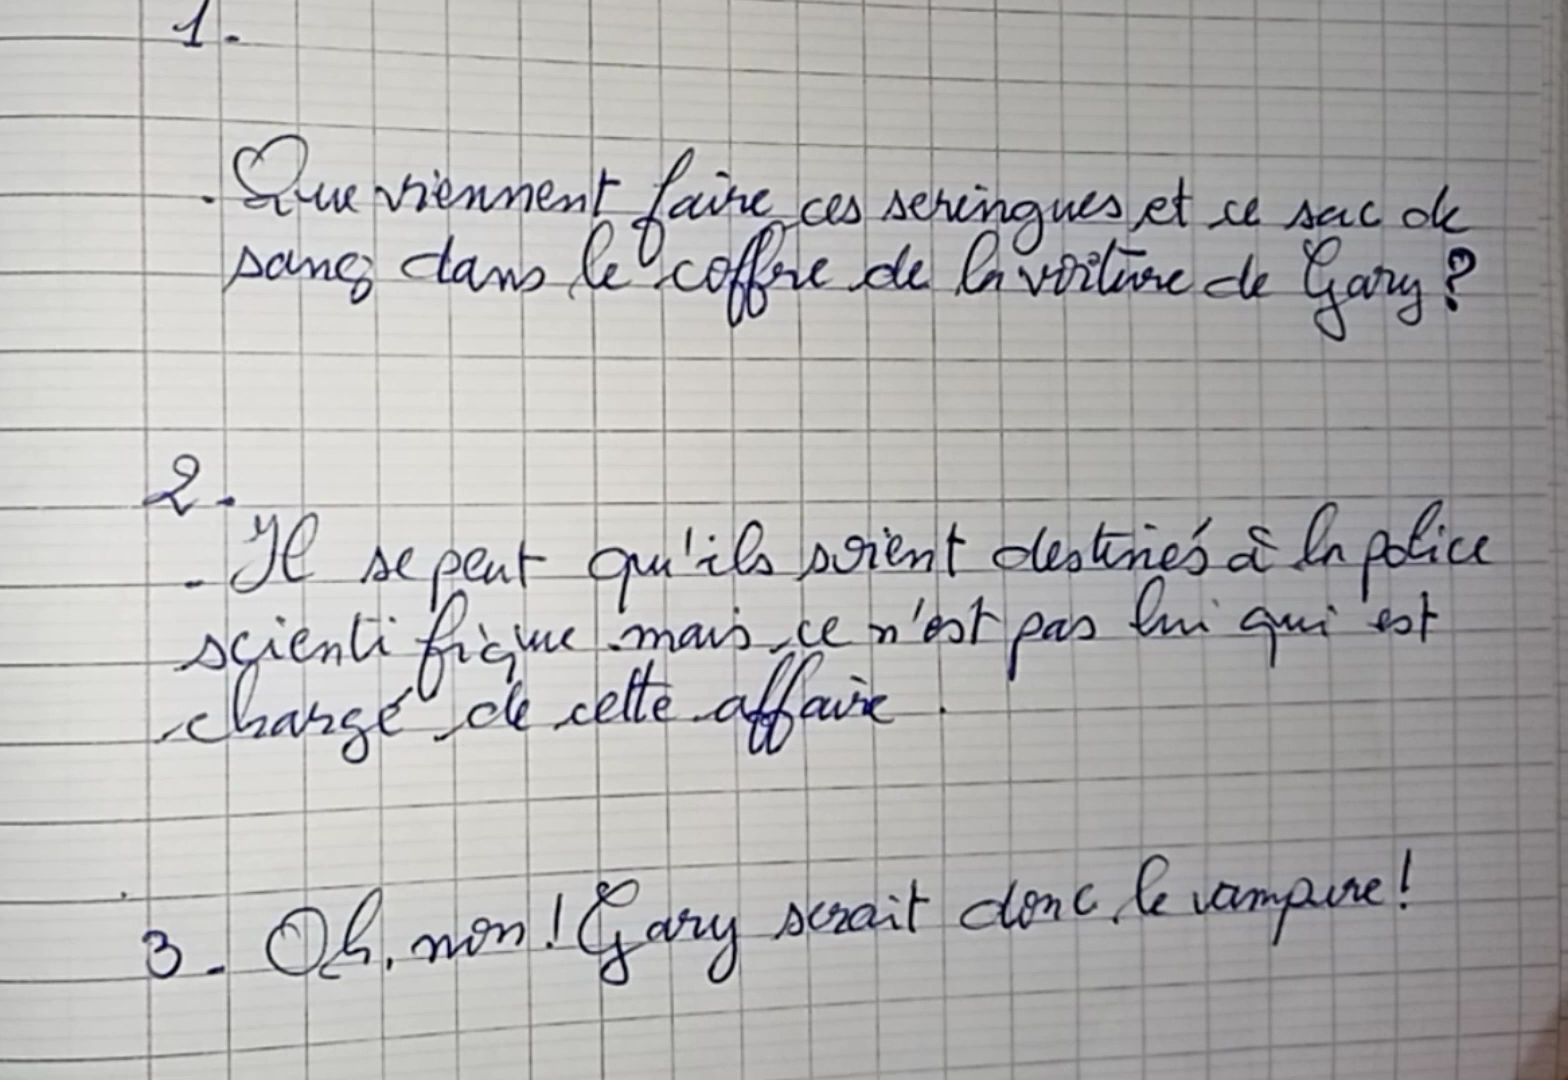 1.
. Que viennent faire ces seringues et ce sac de
sang dans le coffre de la voiture de Gary ?
2.
. Il se peut qu'ils soient destinés à la police
scientifique mais ce n'est pas lui qui est
chargé de cette affaire .
3. Oh, non ! Gary serait donc le vampire !